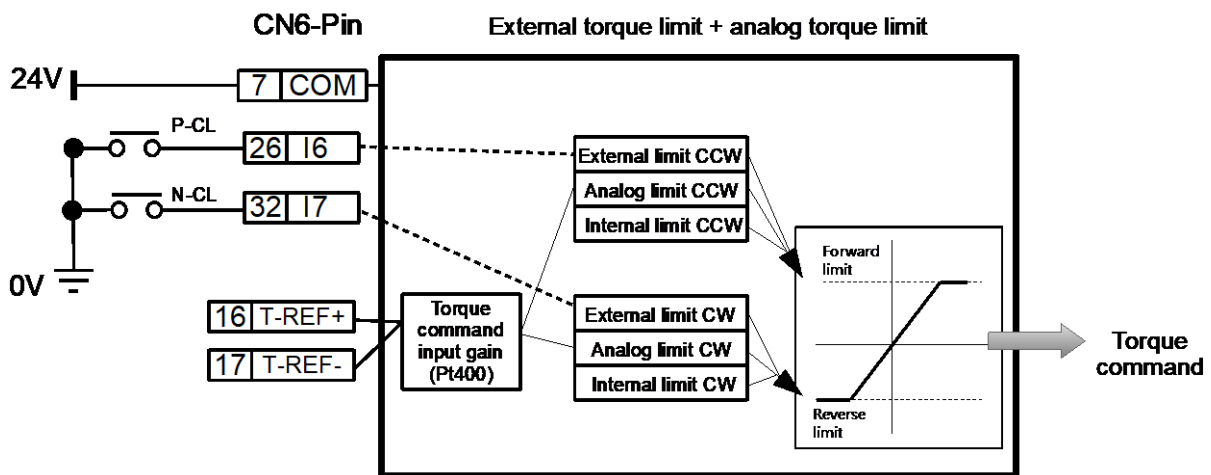 CN6-Pin
External torque limit + analog torque limit
24V
7 COM
P-CL
26 I6
N-CL
32 I7
0V
16 T-REF+
17 T-REF-
Torque
command
input gain
(Pt400)
External limit CCW
Analog limit CCW
Internal limit CCW
External limit CW
Analog limit CW
Internal limit CW
Forward
limit
Reverse
limit
Torque
command